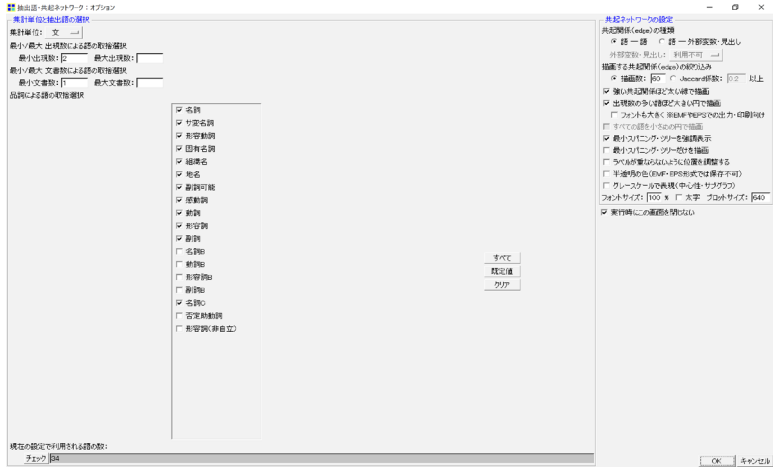 抽出語・共起ネットワーク：オプション
集計単位と抽出語の選択
集計単位： 文
最小/最大 出現数による語の取捨選択
最小出現数： 2 最大出現数：
最小/最大 文書数による語の取捨選択
最小文書数： 1 最大文書数：
品詞による語の取捨選択
名詞
サ変名詞
形容動詞
固有名詞
組織名
地名
副詞可能
感動詞
動詞
形容詞
副詞
名詞B
動詞B
形容詞B
副詞B
名詞C
否定助動詞
形容詞(非自立)
すべて
既定値
クリア
現在の設定で利用される語の数：
チェック 34
共起ネットワークの設定
共起関係(edge)の種類
語 ― 語 語 ― 外部変数・見出し
外部変数・見出し： 利用不可
描画する共起関係(edge)の絞り込み
描画数： 60 Jaccard係数： 0.2 以上
強い共起関係ほど太い線で描画
出現数の多い語ほど大きい円で描画
フォントも大きく ※EMFやEPSでの出力・印刷向け
すべての語を小さめの円で描画
最小スパニング・ツリーを強調表示
最小スパニング・ツリーだけを描画
ラベルが重ならないように位置を調整する
半透明の色(EMF・EPS形式では保存不可)
グレースケールで表現(中心性・サブグラフ)
フォントサイズ： 100 % 太字 プロットサイズ： 640
実行時にこの画面を閉じない
OK キャンセル